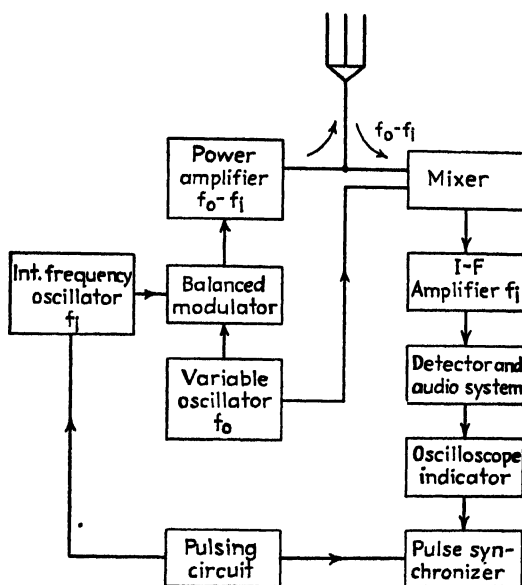 f₀-fᵢ
Power
amplifier
f₀-fᵢ
Mixer
Int. frequency
oscillator
fᵢ
Balanced
modulator
I-F
Amplifier fᵢ
Variable
oscillator
f₀
Detector and
audio system
Oscilloscope
indicator
Pulsing
circuit
Pulse syn-
chronizer